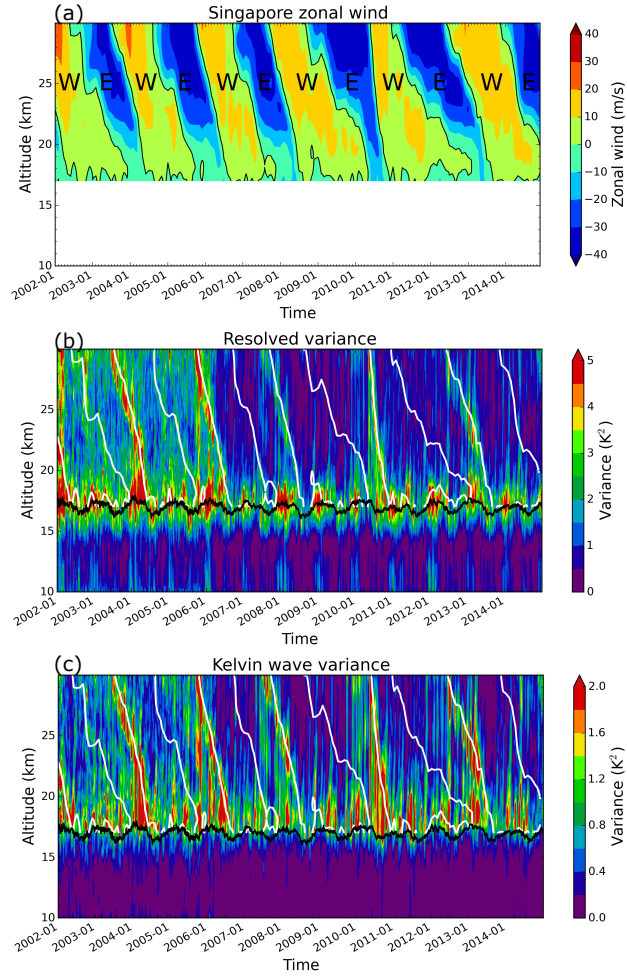 (a)
Singapore zonal wind
W E W E W E W E W E W E
Altitude (km)
25
20
15
10
2002-01 2003-01 2004-01 2005-01 2006-01 2007-01 2008-01 2009-01 2010-01 2011-01 2012-01 2013-01 2014-01
Time
40
30
20
10
0
−10
−20
−30
−40
Zonal wind (m/s)
(b)
Resolved variance
Altitude (km)
25
20
15
10
2002-01 2003-01 2004-01 2005-01 2006-01 2007-01 2008-01 2009-01 2010-01 2011-01 2012-01 2013-01 2014-01
Time
5
4
3
2
1
0
Variance (K²)
(c)
Kelvin wave variance
Altitude (km)
25
20
15
10
2002-01 2003-01 2004-01 2005-01 2006-01 2007-01 2008-01 2009-01 2010-01 2011-01 2012-01 2013-01 2014-01
Time
2.0
1.6
1.2
0.8
0.4
0.0
Variance (K²)